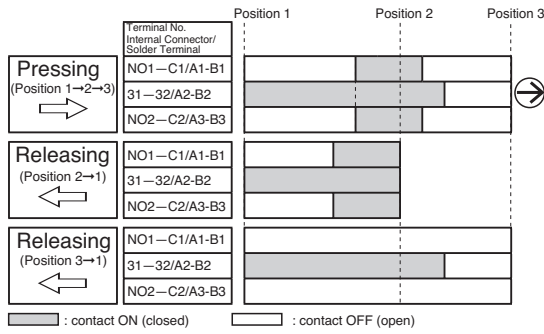 Position 1 Position 2 Position 3
Terminal No.
Internal Connector/
Solder Terminal
Pressing
(Position 1→2→3)
NO1—C1/A1-B1
31—32/A2-B2
NO2—C2/A3-B3
Releasing
(Position 2→1)
NO1—C1/A1-B1
31—32/A2-B2
NO2—C2/A3-B3
Releasing
(Position 3→1)
NO1—C1/A1-B1
31—32/A2-B2
NO2—C2/A3-B3
: contact ON (closed) : contact OFF (open)